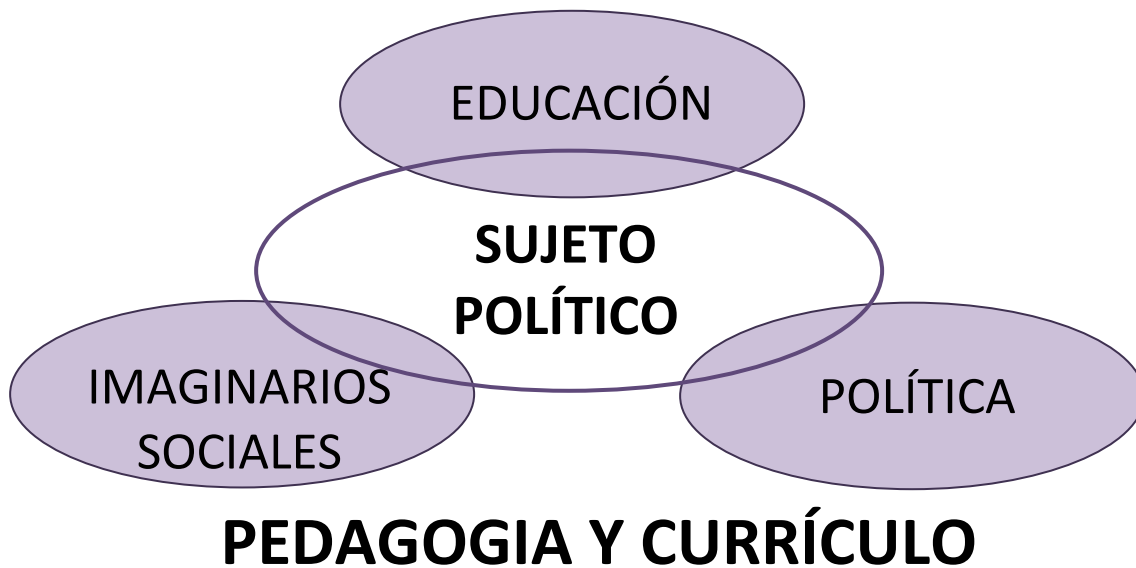 EDUCACIÓN
SUJETO
POLÍTICO
IMAGINARIOS
SOCIALES
POLÍTICA
PEDAGOGIA Y CURRÍCULO